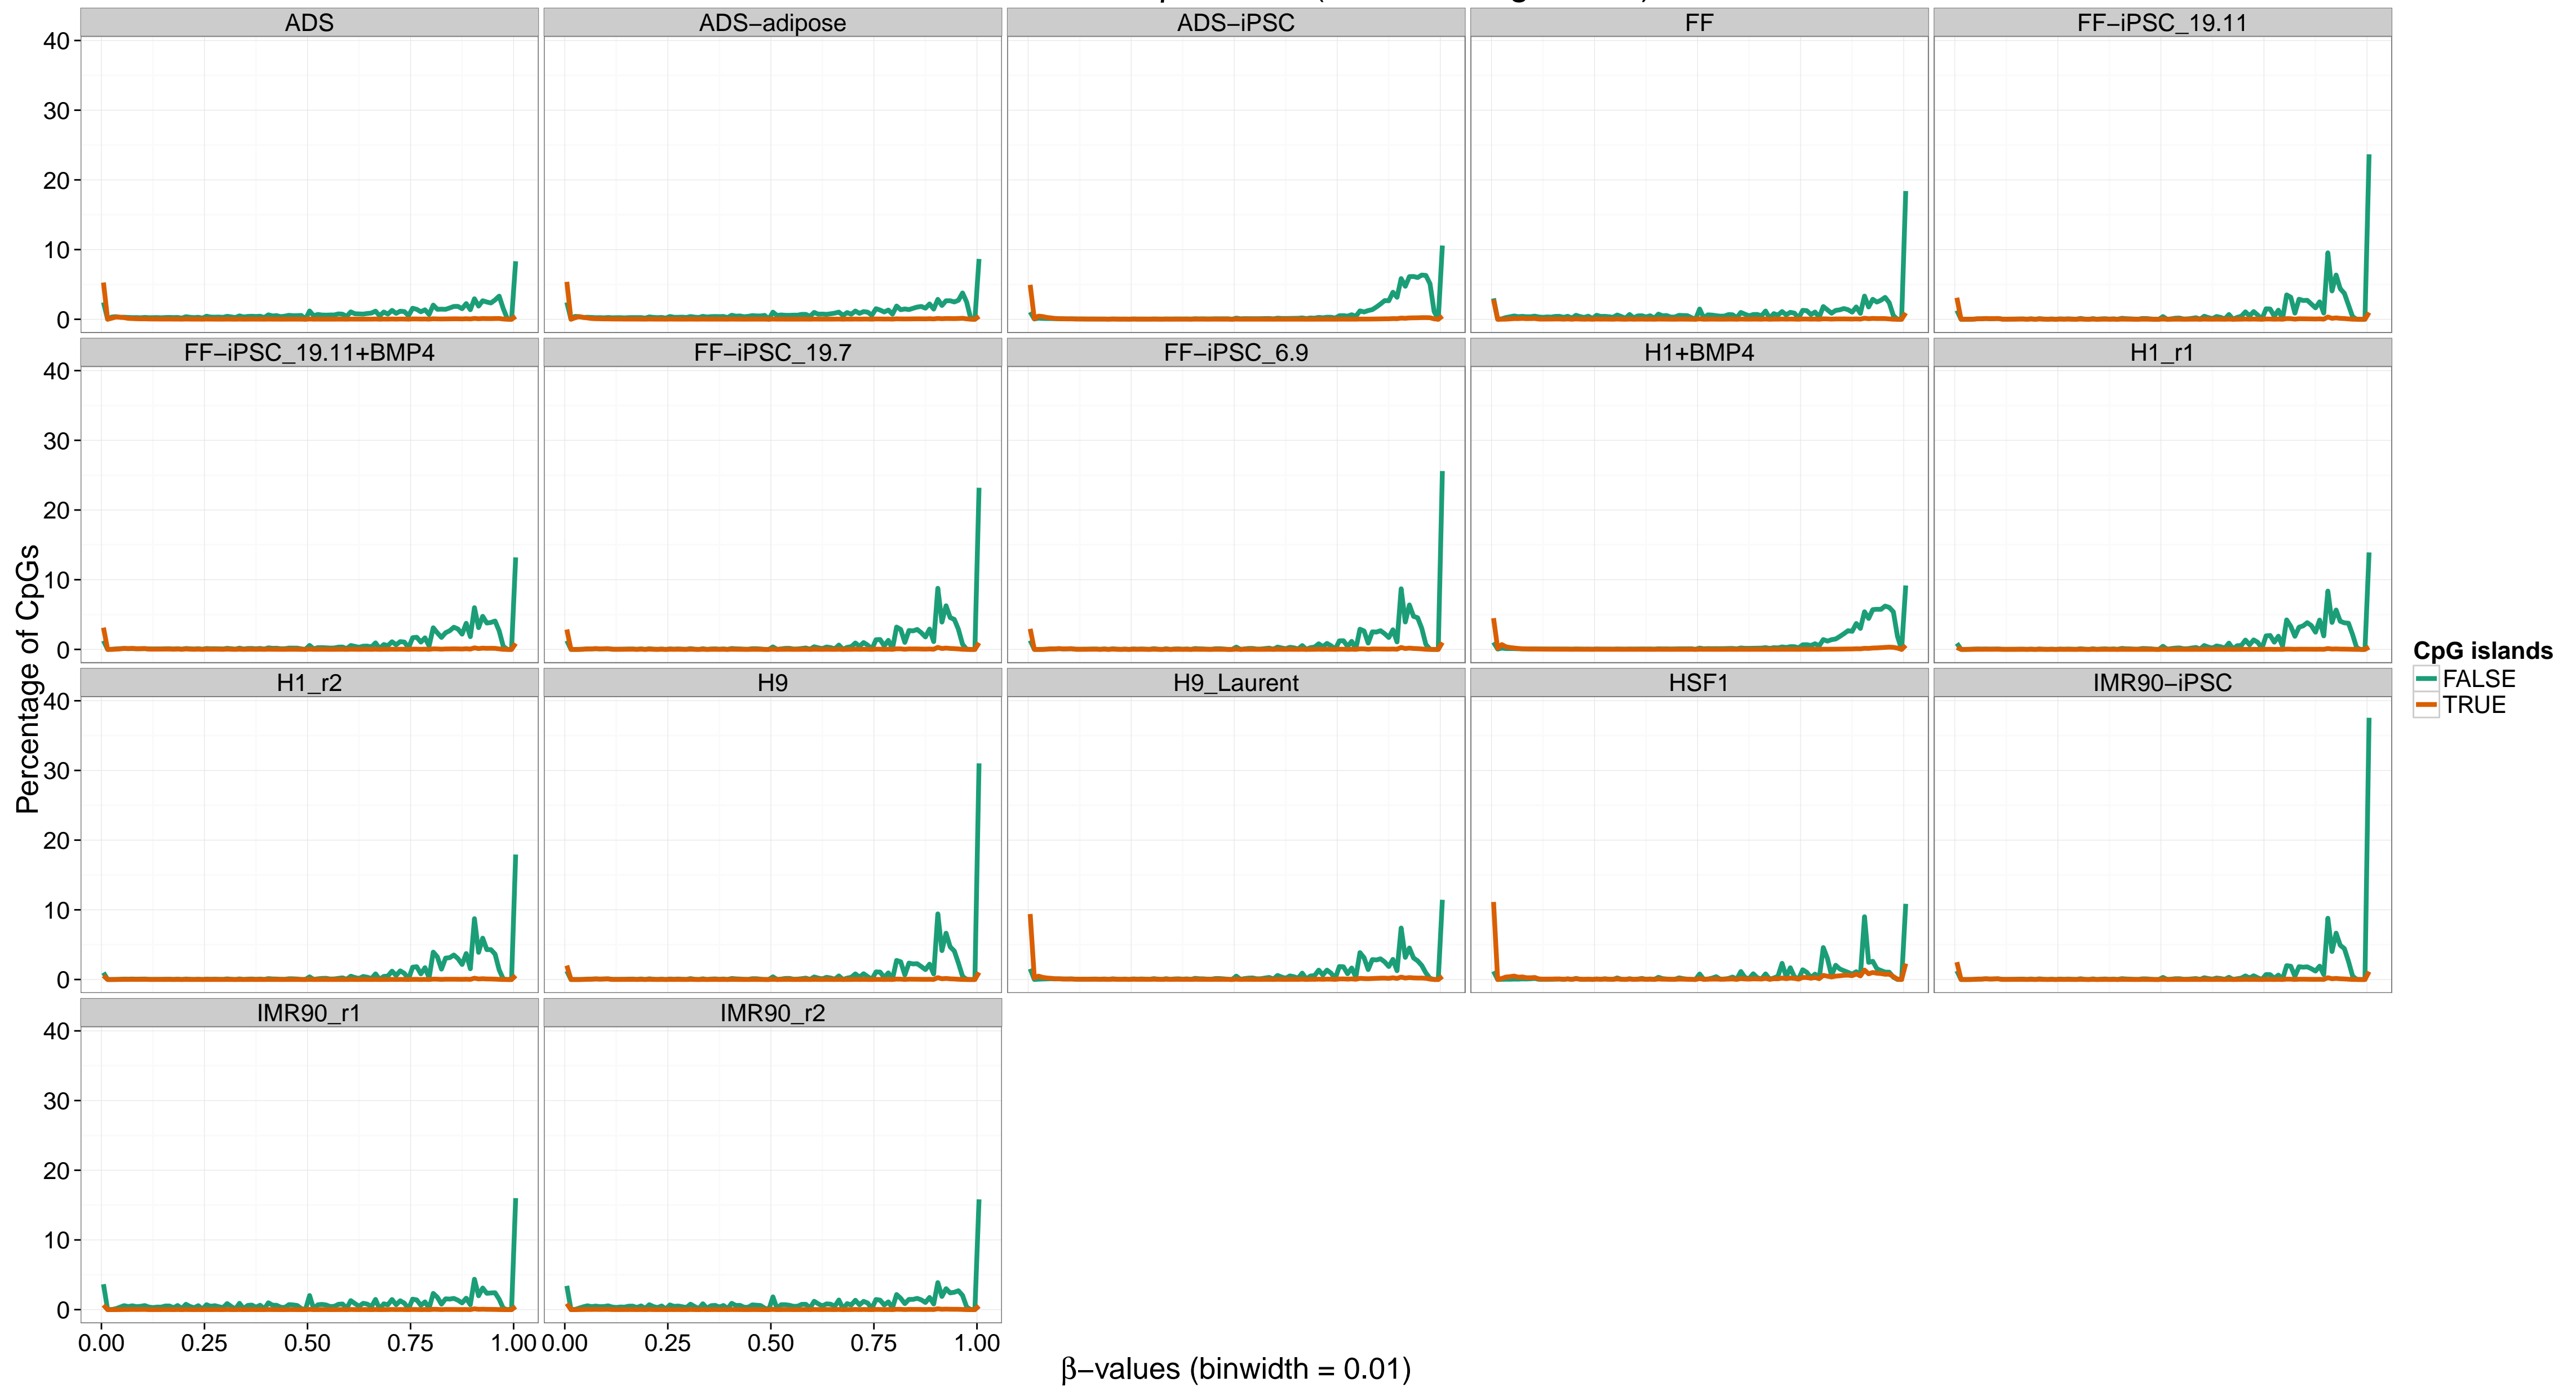 ADS ADS−adipose ADS−iPSC FF FF−iPSC_19.11
40
30
20
10
0
FF−iPSC_19.11+BMP4 FF−iPSC_19.7 FF−iPSC_6.9 H1+BMP4 H1_r1
40
30
20
10
0
H1_r2 H9 H9_Laurent HSF1 IMR90−iPSC
40
30
20
10
0
IMR90_r1 IMR90_r2
40
30
20
10
0
0.00 0.25 0.50 0.75 1.00 0.00 0.25 0.50 0.75 1.00
Percentage of CpGs
β−values (binwidth = 0.01)
CpG islands
FALSE
TRUE